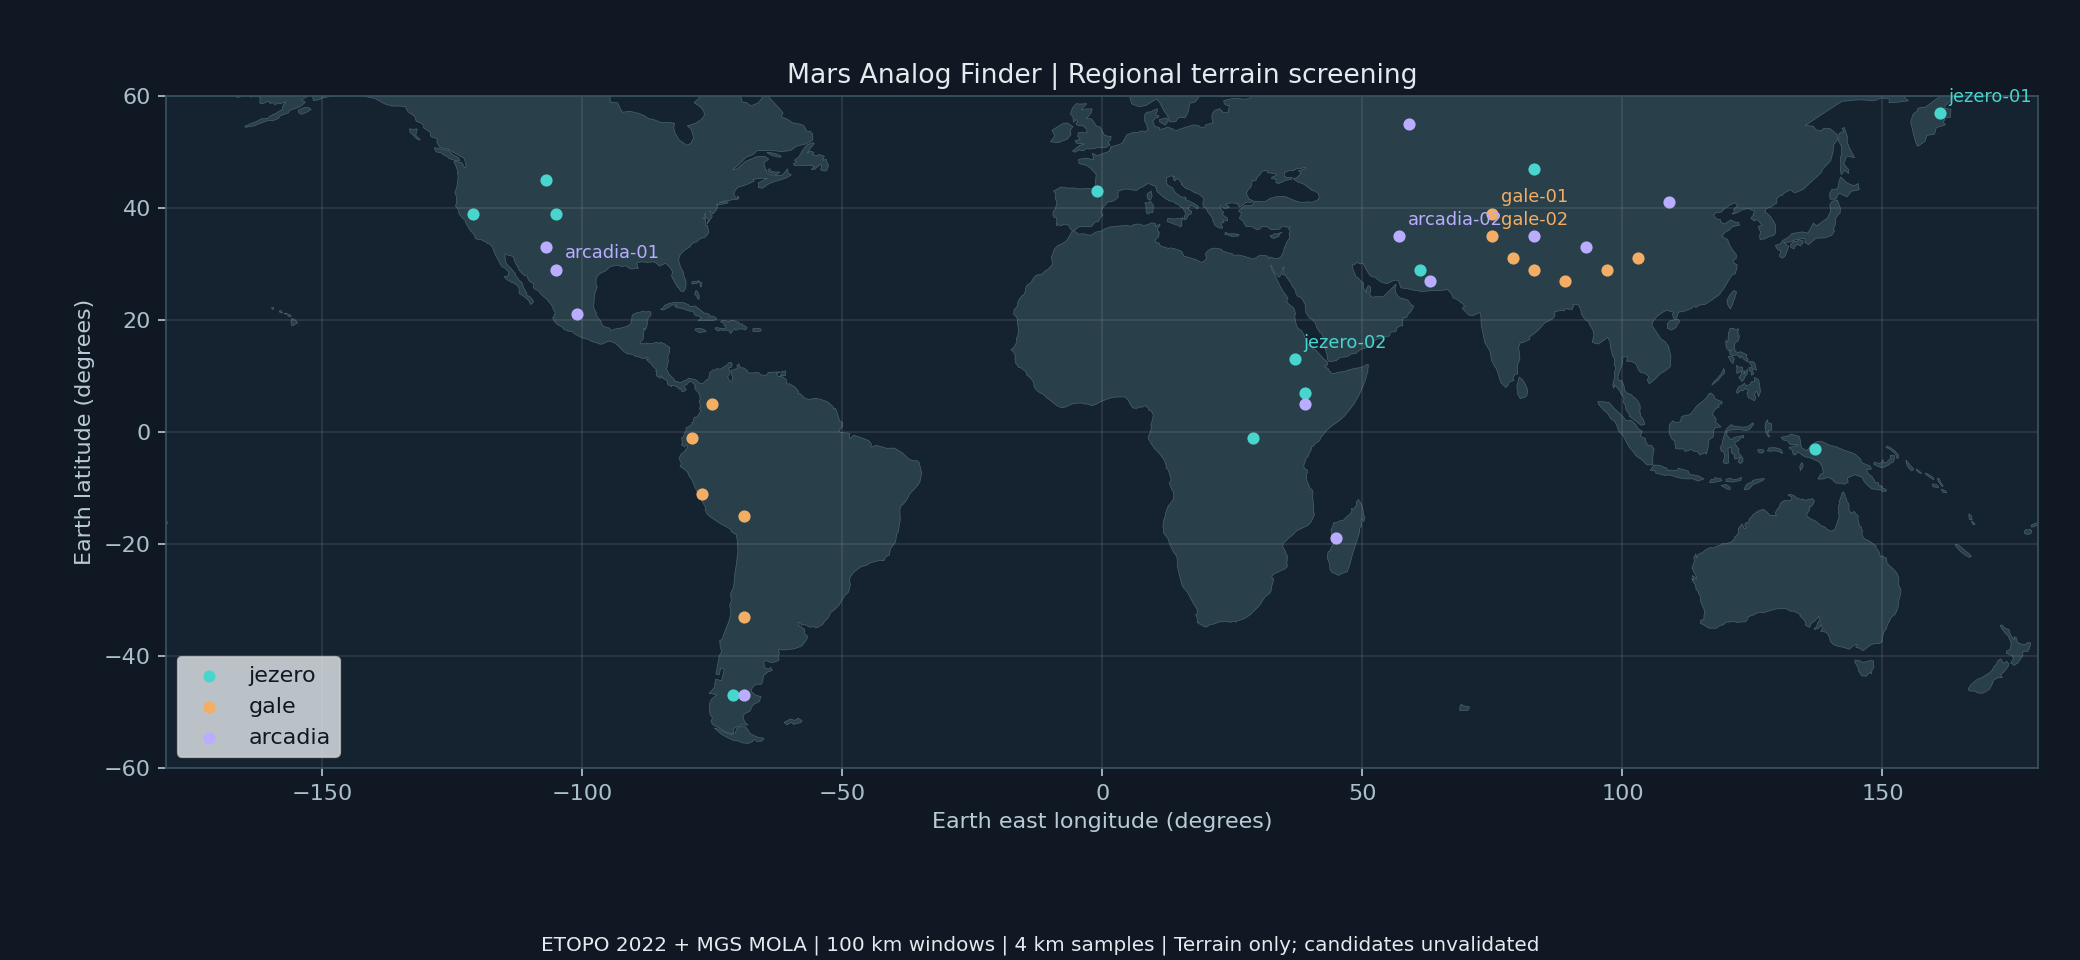 Mars Analog Finder | Regional terrain screening
60
40
20
0
−20
−40
−60
Earth latitude (degrees)
jezero-01
gale-01
arcadia-02
gale-02
arcadia-01
jezero-02
jezero
gale
arcadia
−150
−100
−50
0
50
100
150
Earth east longitude (degrees)
ETOPO 2022 + MGS MOLA | 100 km windows | 4 km samples | Terrain only; candidates unvalidated